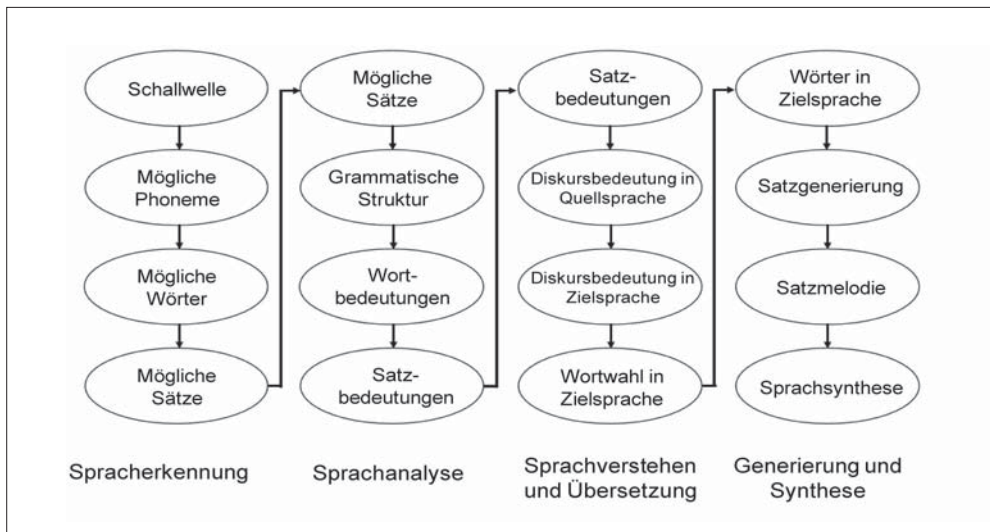 Schallwelle
Mögliche
Phoneme
Mögliche
Wörter
Mögliche
Sätze
Spracherkennung
Mögliche
Sätze
Grammatische
Struktur
Wort-
bedeutungen
Satz-
bedeutungen
Sprachanalyse
Satz-
bedeutungen
Diskursbedeutung in
Quellsprache
Diskursbedeutung in
Zielsprache
Wortwahl in
Zielsprache
Sprachverstehen
und Übersetzung
Wörter in
Zielsprache
Satzgenerierung
Satzmelodie
Sprachsynthese
Generierung und
Synthese